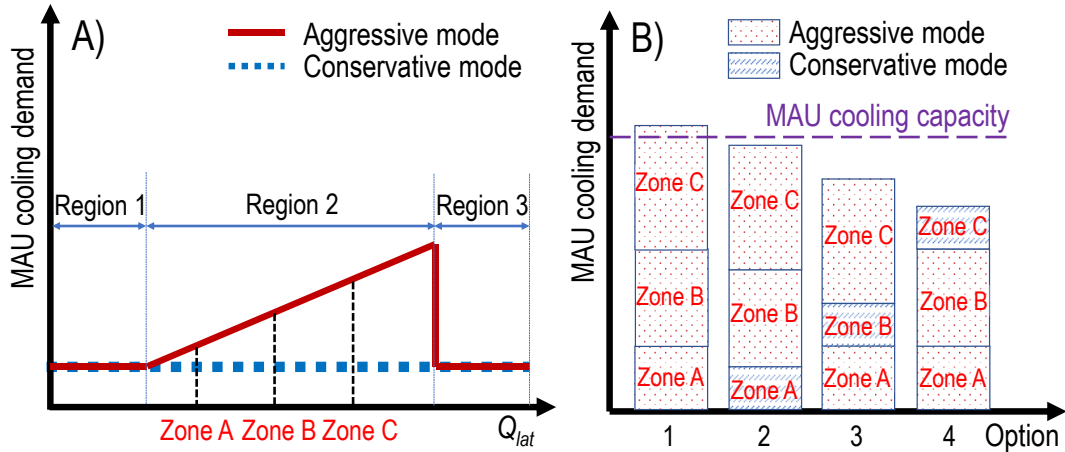 A)
Aggressive mode
Conservative mode
MAU cooling demand
Region 1
Region 2
Region 3
Zone A
Zone B
Zone C
Q_lat
B)
Aggressive mode
Conservative mode
MAU cooling demand
MAU cooling capacity
Zone C
Zone B
Zone A
Zone C
Zone B
Zone A
Zone C
Zone B
Zone A
Zone C
Zone B
Zone A
1
2
3
4
Option